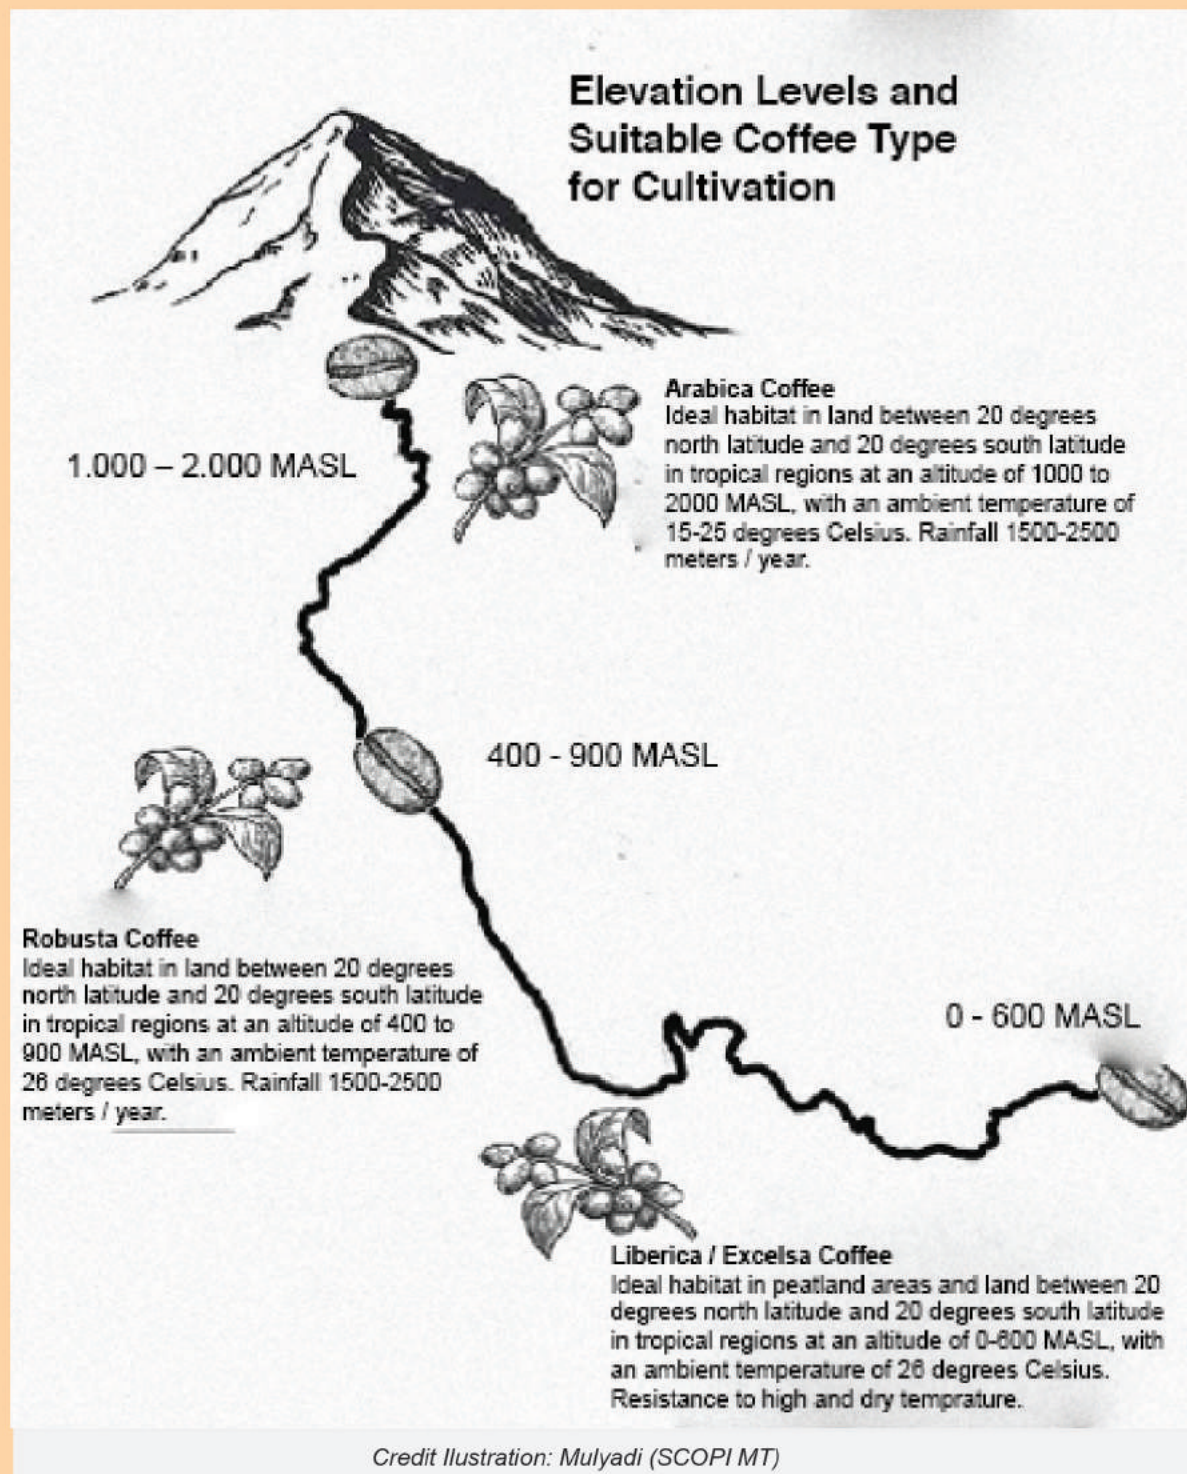 Elevation Levels and
Suitable Coffee Type
for Cultivation
Arabica Coffee
Ideal habitat in land between 20 degrees
north latitude and 20 degrees south latitude
in tropical regions at an altitude of 1000 to
2000 MASL, with an ambient temperature of
15-25 degrees Celsius. Rainfall 1500-2500
meters / year.
1.000 – 2.000 MASL
400 - 900 MASL
Robusta Coffee
Ideal habitat in land between 20 degrees
north latitude and 20 degrees south latitude
in tropical regions at an altitude of 400 to
900 MASL, with an ambient temperature of
26 degrees Celsius. Rainfall 1500-2500
meters / year.
0 - 600 MASL
Liberica / Excelsa Coffee
Ideal habitat in peatland areas and land between 20
degrees north latitude and 20 degrees south latitude
in tropical regions at an altitude of 0-600 MASL, with
an ambient temperature of 26 degrees Celsius.
Resistance to high and dry temprature.
Credit Ilustration: Mulyadi (SCOPI MT)